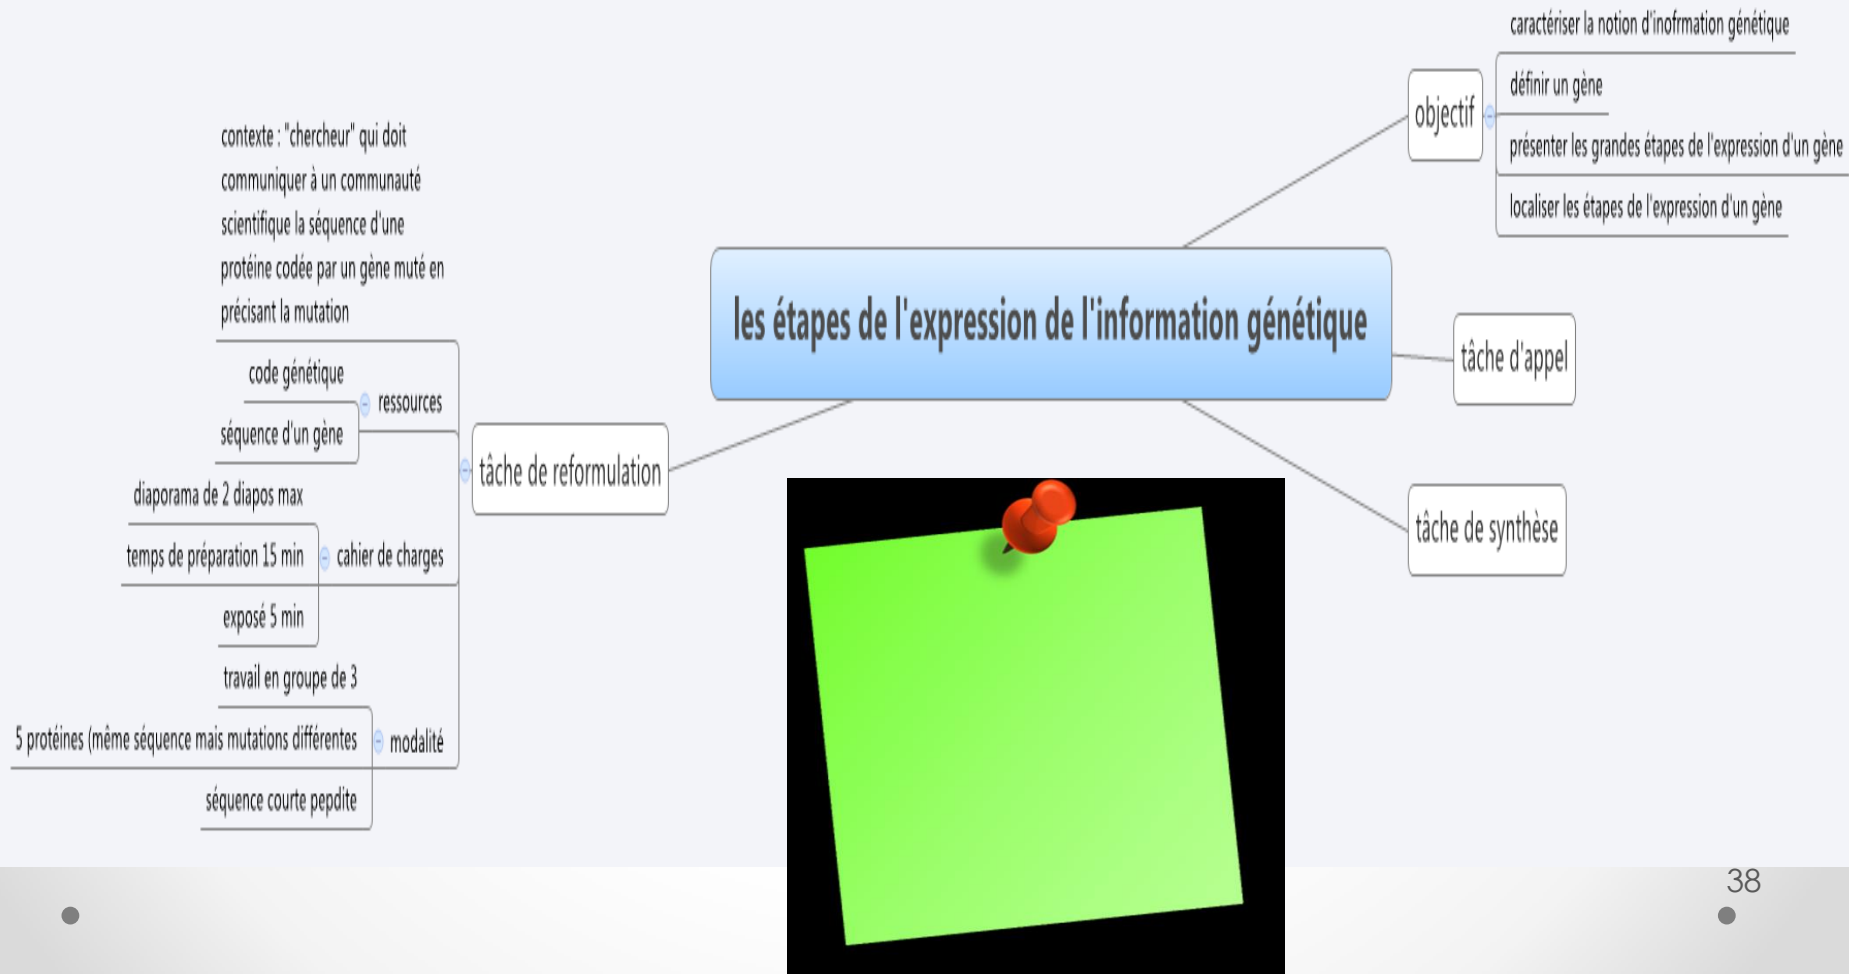 les étapes de l'expression de l'information génétique
objectif
caractériser la notion d'inofrmation génétique
définir un gène
présenter les grandes étapes de l'expression d'un gène
localiser les étapes de l'expression d'un gène
tâche d'appel
tâche de synthèse
tâche de reformulation
contexte : "chercheur" qui doit
communiquer à un communauté
scientifique la séquence d'une
protéine codée par un gène muté en
précisant la mutation
ressources
code génétique
séquence d'un gène
cahier de charges
diaporama de 2 diapos max
temps de préparation 15 min
exposé 5 min
modalité
travail en groupe de 3
5 protéines (même séquence mais mutations différentes
séquence courte pepdite
38